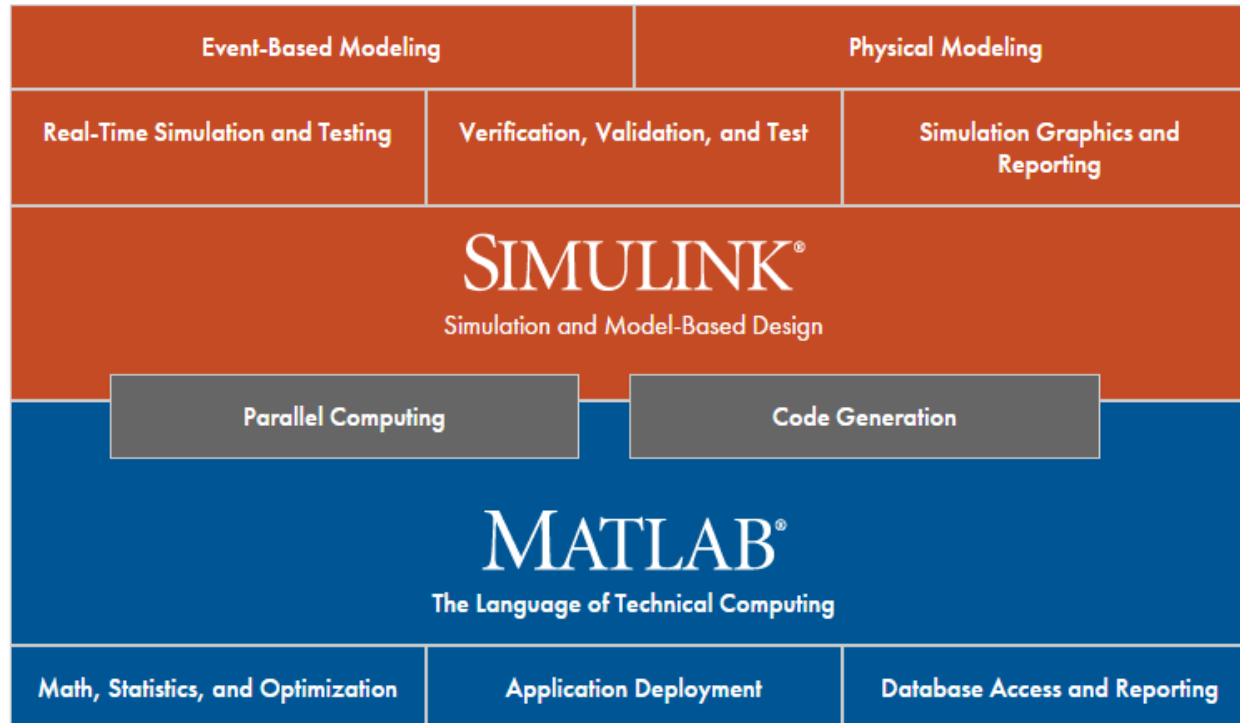 Event-Based Modeling
Physical Modeling
Real-Time Simulation and Testing
Verification, Validation, and Test
Simulation Graphics and
Reporting
SIMULINK®
Simulation and Model-Based Design
Parallel Computing
Code Generation
MATLAB®
The Language of Technical Computing
Math, Statistics, and Optimization
Application Deployment
Database Access and Reporting